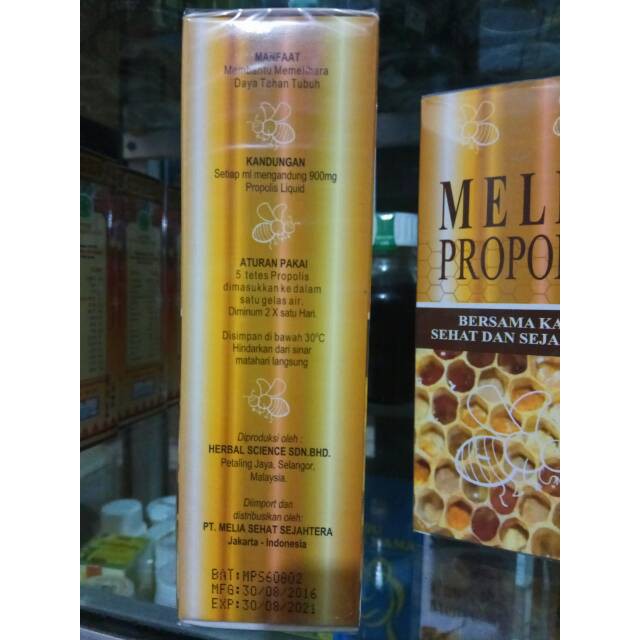 MANFAAT
Membantu Memelihara
Daya Tahan Tubuh
KANDUNGAN
Setiap ml mengandung 900mg
Propolis Liquid
ATURAN PAKAI
5 tetes Propolis
dimasukkan ke dalam
satu gelas air.
Diminum 2 X satu Hari.
Disimpan di bawah 30°C
Hindarkan dari sinar
matahari langsung
Diproduksi oleh :
HERBAL SCIENCE SDN.BHD.
Petaling Jaya, Selangor,
Malaysia.
Diimport dan
distribusikan oleh:
PT. MELIA SEHAT SEJAHTERA
Jakarta - Indonesia
BAT:MPS60802
MFG:30/08/2016
EXP:30/08/2021
MELI
PROPO
BERSAMA KA
SEHAT DAN SEJA